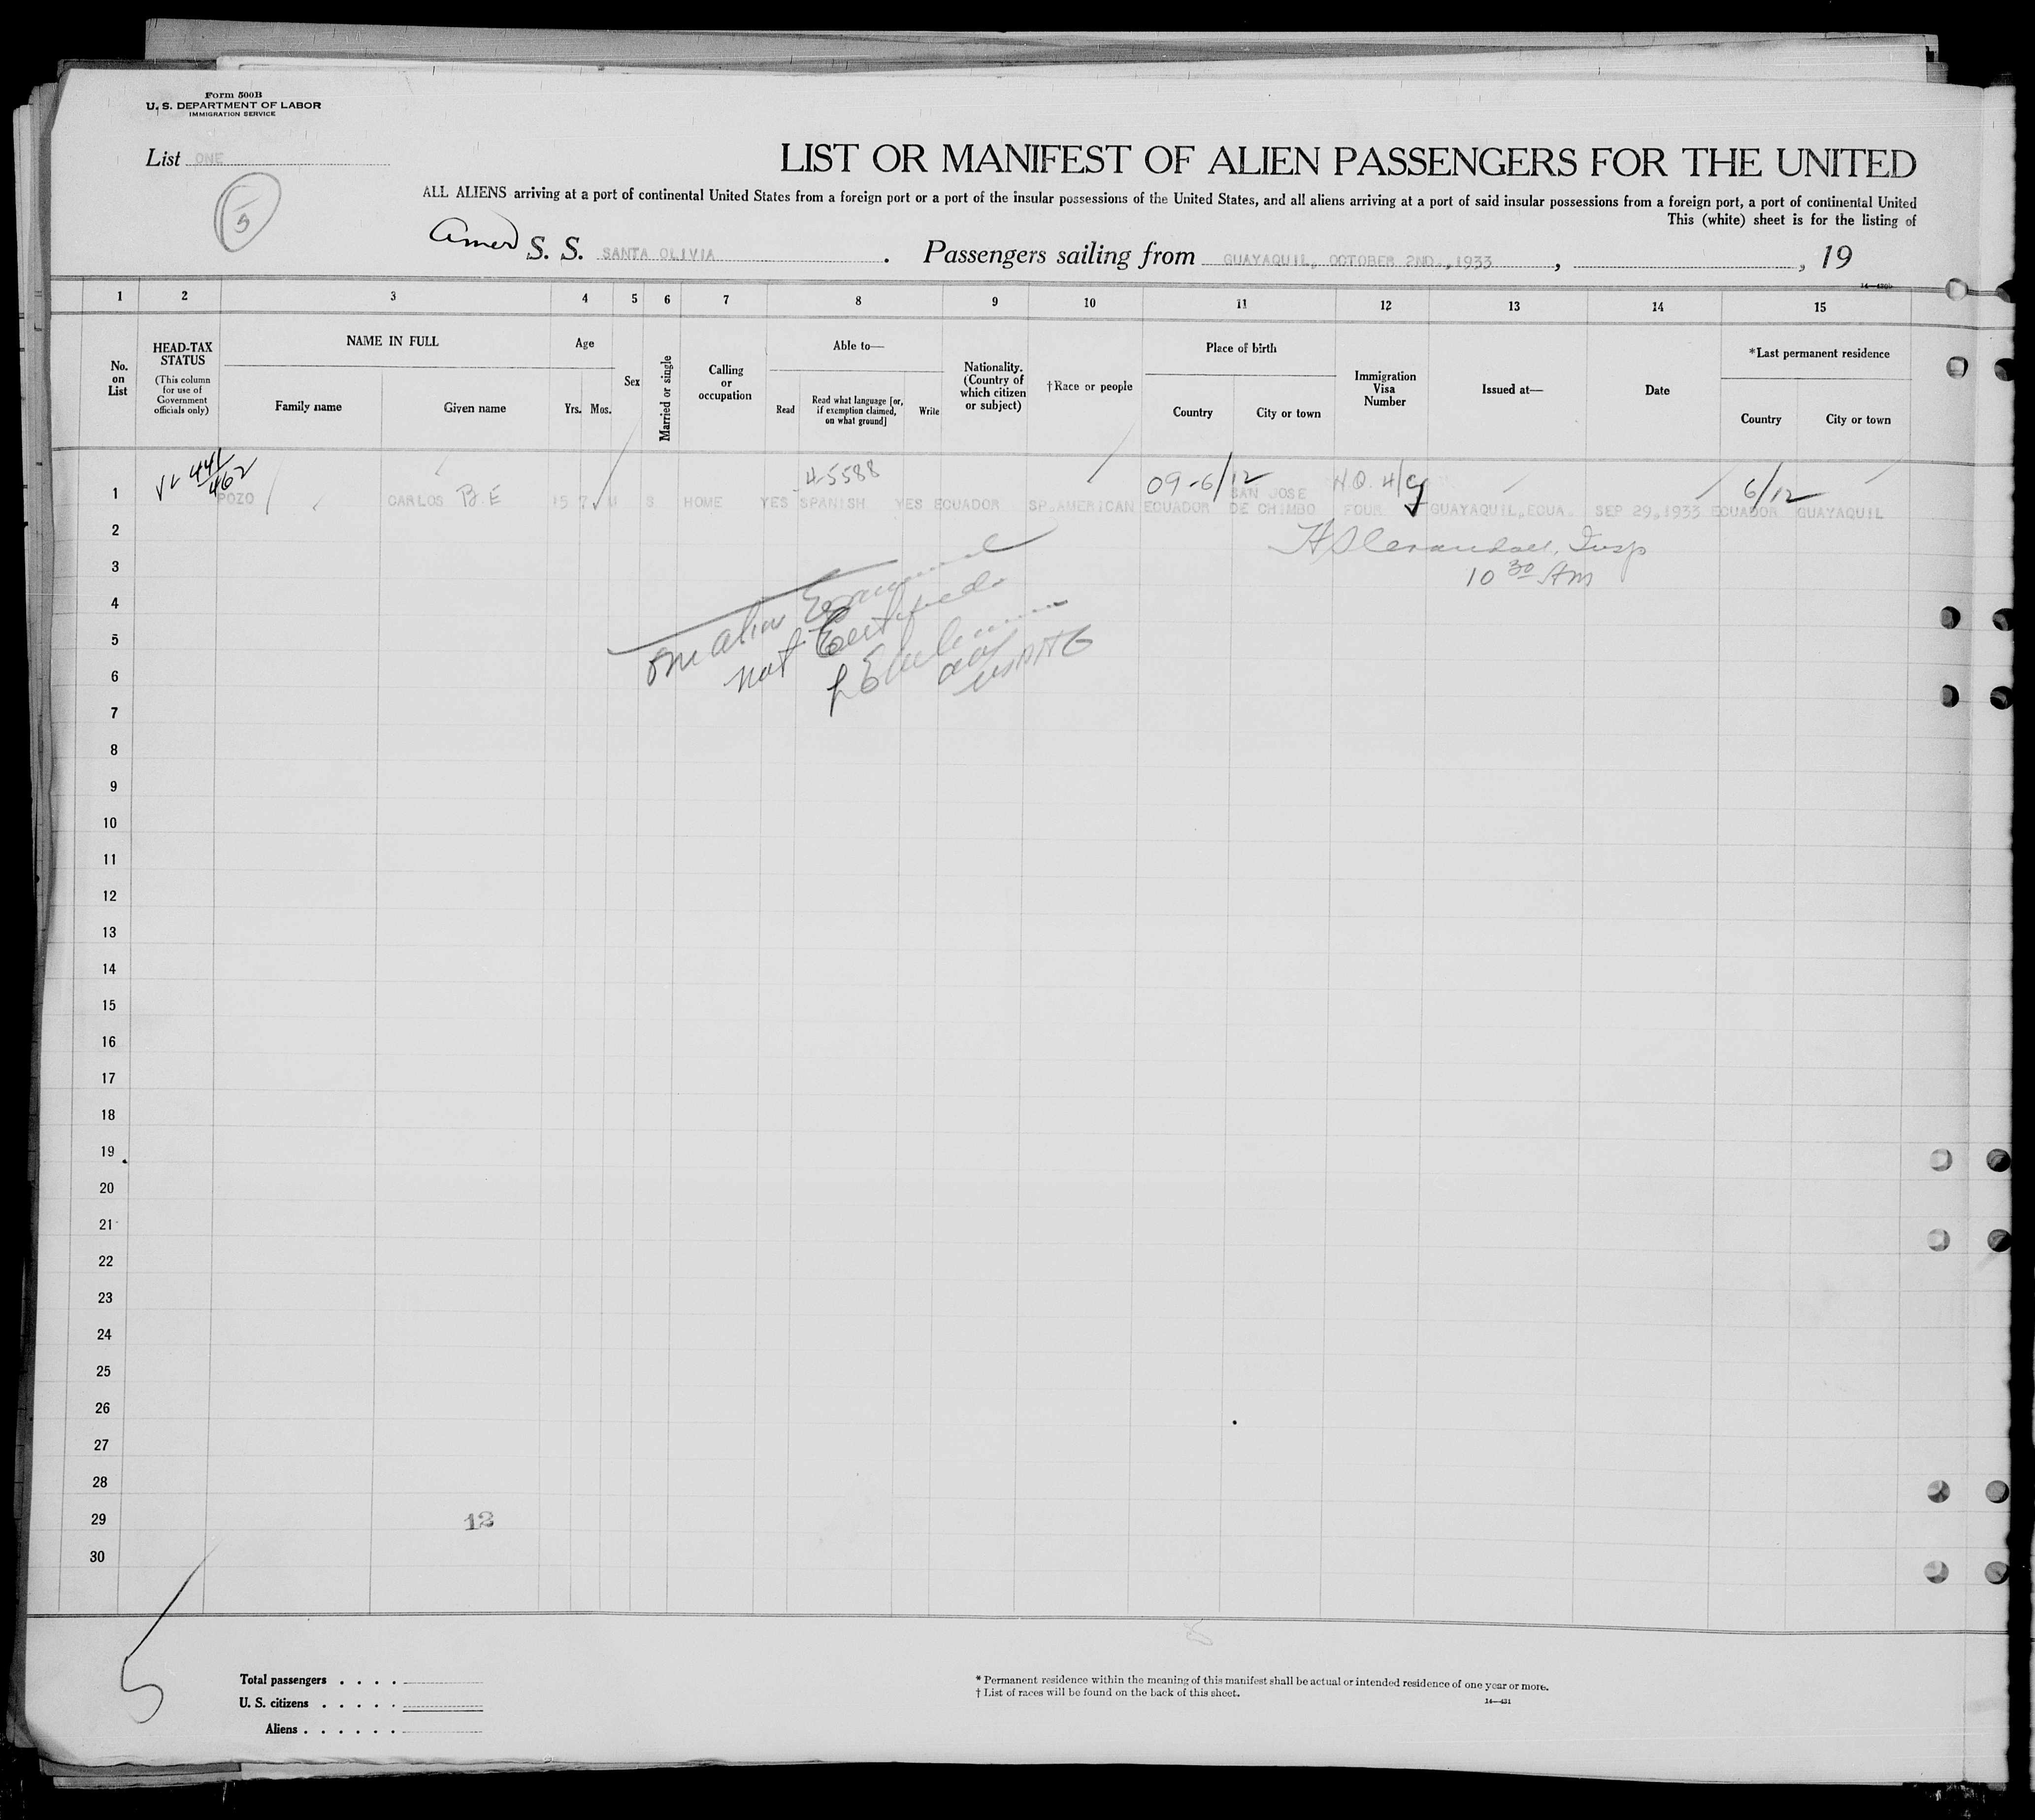 Form 500B
U. S. DEPARTMENT OF LABOR
IMMIGRATION SERVICE
List ONE
5
LIST OR MANIFEST OF ALIEN PASSENGERS FOR THE UNITED
ALL ALIENS arriving at a port of continental United States from a foreign port or a port of the insular possessions of the United States, and all aliens arriving at a port of said insular possessions from a foreign port, a port of continental United
This (white) sheet is for the listing of
Amer S. S. SANTA OLIVIA . Passengers sailing from GUAYAQUIL, OCTOBER 2ND.,1933 , , 19
1 2 3 4 5 6 7 8 9 10 11 12 13 14 15
No. on List
HEAD-TAX STATUS
(This column for use of Government officials only)
NAME IN FULL
Family name
Given name
Age
Yrs. Mos.
Sex
Married or single
Calling or occupation
Able to—
Read
Read what language [or, if exemption claimed, on what ground]
Write
Nationality. (Country of which citizen or subject)
†Race or people
Place of birth
Country
City or town
Immigration Visa Number
Issued at—
Date
*Last permanent residence
Country
City or town
441
462
4-5588
09-6/12
6/12
1 POZO CARLOS B. E 15 7 M S HOME YES SPANISH YES ECUADOR SP.AMERICAN ECUADOR SAN JOSE DE CHIMBO FOUR GUAYAQUIL,ECUA. SEP 29,1933 ECUADOR GUAYAQUIL
2
Insp
3
10 30 AM
4
one alien
5
not
6
7
8
9
10
11
12
13
14
15
16
17
18
19
20
21
22
23
24
25
26
27
28
29 12
30
Total passengers . . . .
U. S. citizens . . . . .
Aliens . . . . . .
* Permanent residence within the meaning of this manifest shall be actual or intended residence of one year or more.
† List of races will be found on the back of this sheet.
14—431